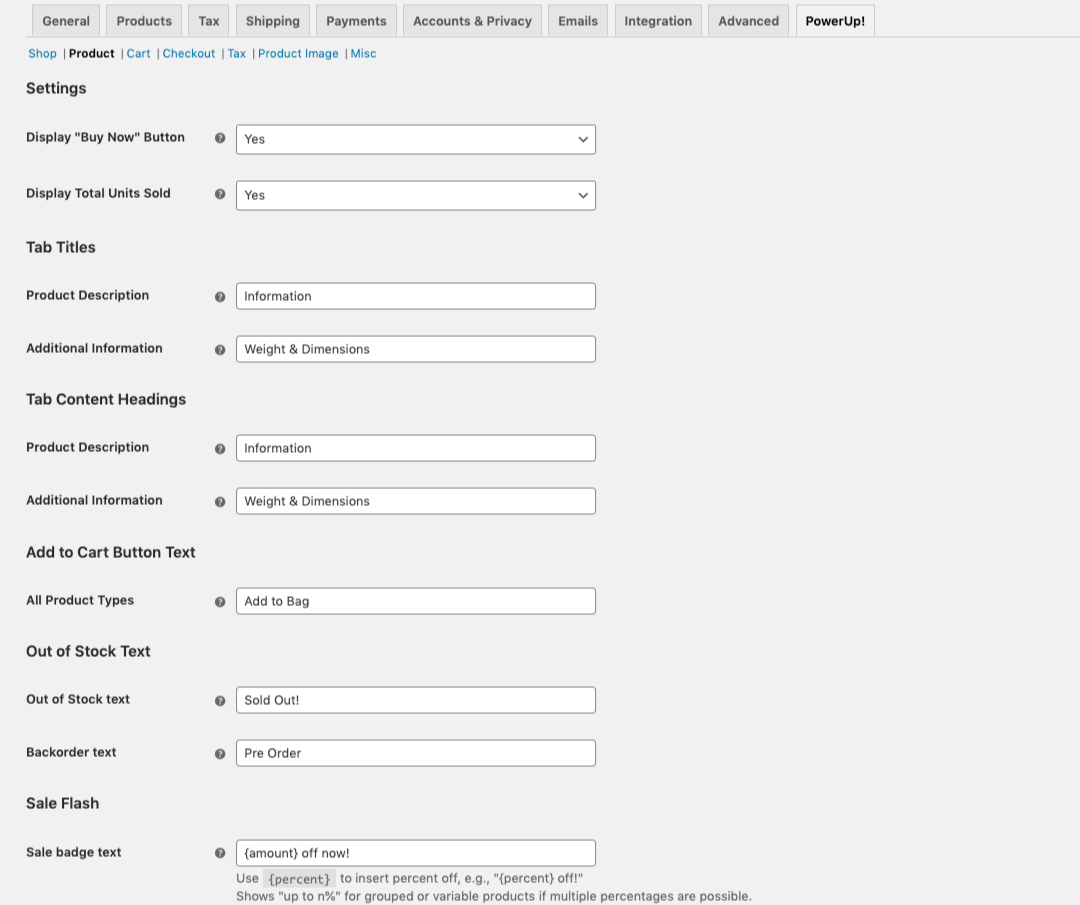 General Products Tax Shipping Payments Accounts & Privacy Emails Integration Advanced PowerUp!
Shop | Product | Cart | Checkout | Tax | Product Image | Misc
Settings
Display "Buy Now" Button Yes
Display Total Units Sold Yes
Tab Titles
Product Description Information
Additional Information Weight & Dimensions
Tab Content Headings
Product Description Information
Additional Information Weight & Dimensions
Add to Cart Button Text
All Product Types Add to Bag
Out of Stock Text
Out of Stock text Sold Out!
Backorder text Pre Order
Sale Flash
Sale badge text {amount} off now!
Use {percent} to insert percent off, e.g., "{percent} off!"
Shows "up to n%" for grouped or variable products if multiple percentages are possible.